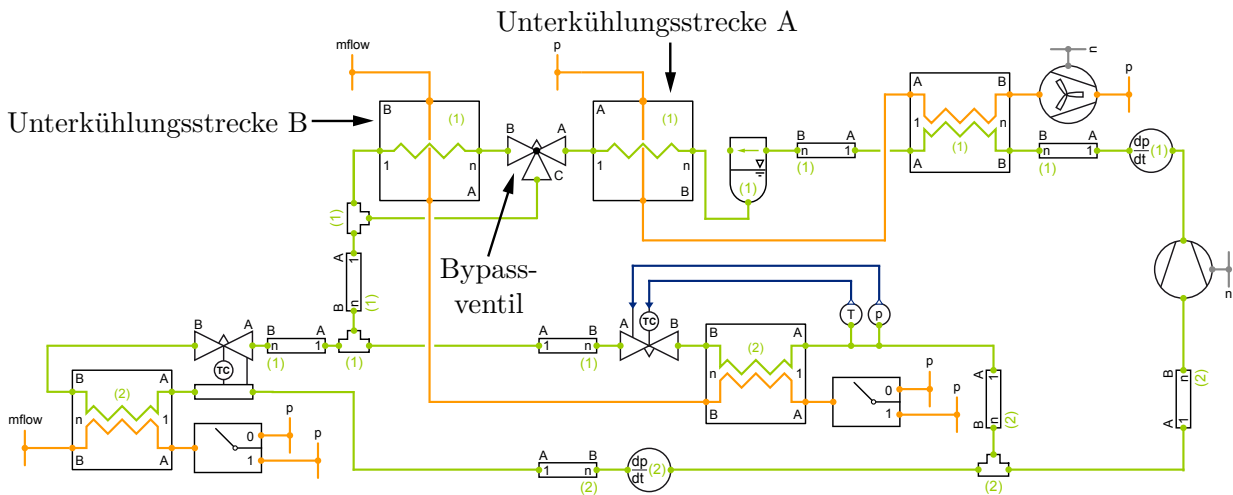 Unterkühlungsstrecke A
mflow
p
n
p
Unterkühlungsstrecke B
B
(1)
1
n
A
B
A
C
A
(1)
1
n
B
(1)
B
A
n
1
(1)
A
B
1
n
(1)
A
B
B
A
n
1
(1)
dp
dt
(1)
(1)
Bypass-
ventil
A
1
B
n
(1)
n
B
A
TC
B
A
n
1
(1)
(1)
A
B
1
n
(1)
A
TC
B
T
p
B
A
(2)
n
1
B
A
0
1
p
p
A
1
B
n
(2)
B
n
A
1
(2)
mflow
B
A
(2)
n
1
B
A
0
1
p
p
A
B
1
n
(2)
dp
dt
(2)
(2)